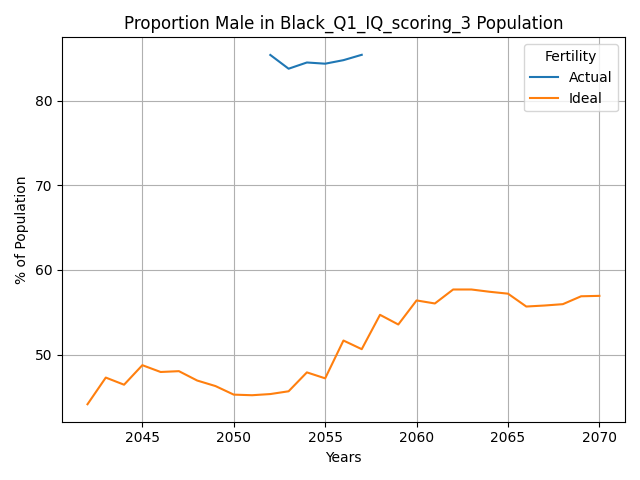 Proportion Male in Black_Q1_IQ_scoring_3 Population
Fertility
Actual
Ideal
% of Population
80
70
60
50
2045 2050 2055 2060 2065 2070
Years